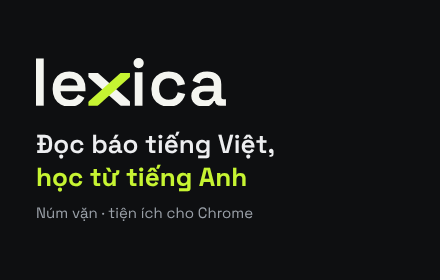 lexica
Đọc báo tiếng Việt,
học từ tiếng Anh
Núm vặn · tiện ích cho Chrome